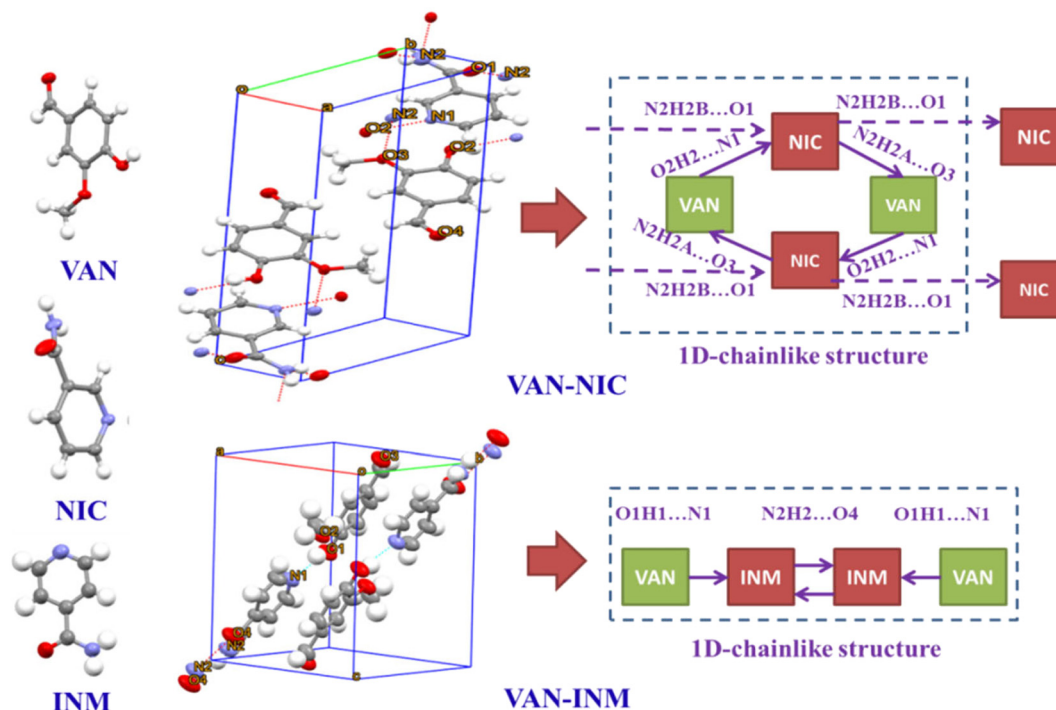 VAN
NIC
INM
b
N2
O1
N2
o
a
N2
N1
O2
O2
O3
O4
c
VAN-NIC
N2H2B...O1
N2H2B...O1
O2H2...N1
NIC
N2H2A...O3
NIC
VAN
VAN
N2H2A...O3
NIC
O2H2...N1
N2H2B...O1
N2H2B...O1
NIC
1D-chainlike structure
a
O3
b
o
O2
O1
N1
O4
N2
N2
O4
c
VAN-INM
O1H1...N1 N2H2...O4 O1H1...N1
VAN INM INM VAN
1D-chainlike structure